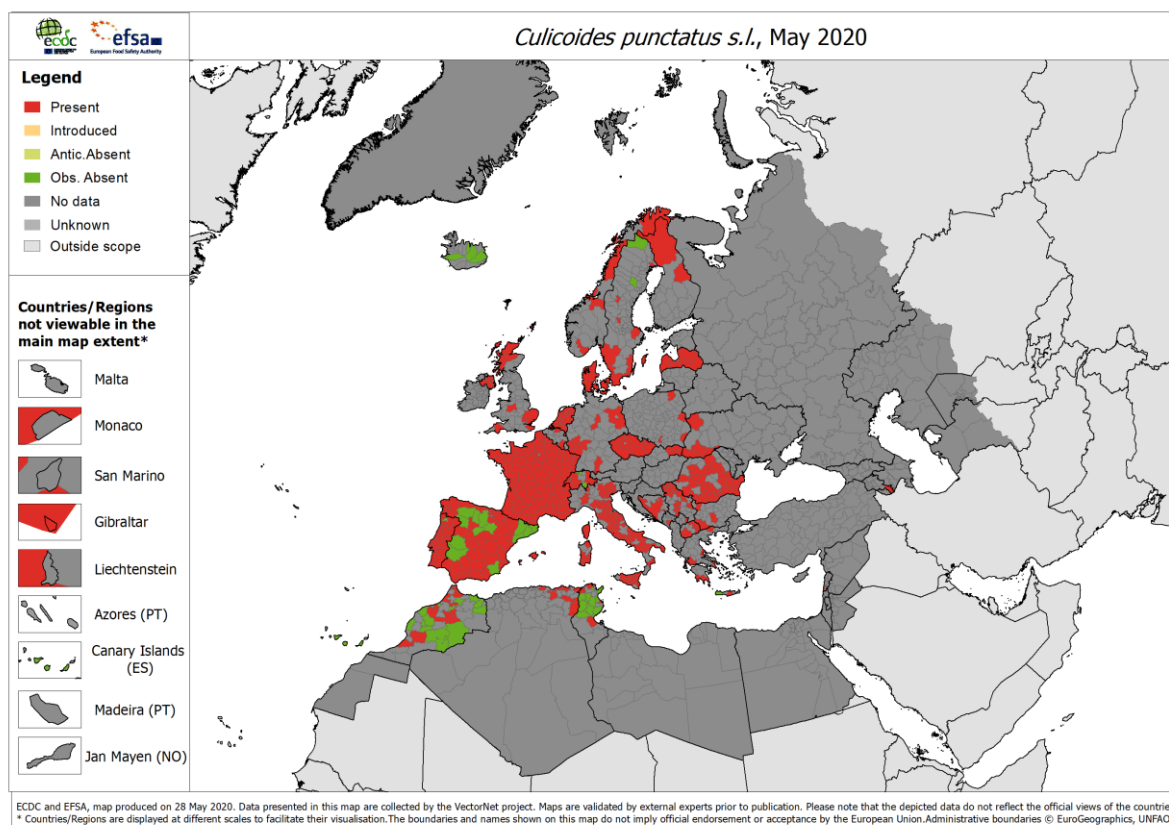 ecdc
efsa
European Food Safety Authority
Culicoides punctatus s.l., May 2020
Legend
Present
Introduced
Antic.Absent
Obs. Absent
No data
Unknown
Outside scope
Countries/Regions
not viewable in the
main map extent*
Malta
Monaco
San Marino
Gibraltar
Liechtenstein
Azores (PT)
Canary Islands
(ES)
Madeira (PT)
Jan Mayen (NO)
ECDC and EFSA, map produced on 28 May 2020. Data presented in this map are collected by the VectorNet project. Maps are validated by external experts prior to publication. Please note that the depicted data do not reflect the official views of the countrie
* Countries/Regions are displayed at different scales to facilitate their visualisation.The boundaries and names shown on this map do not imply official endorsement or acceptance by the European Union.Administrative boundaries © EuroGeographics, UNFAO